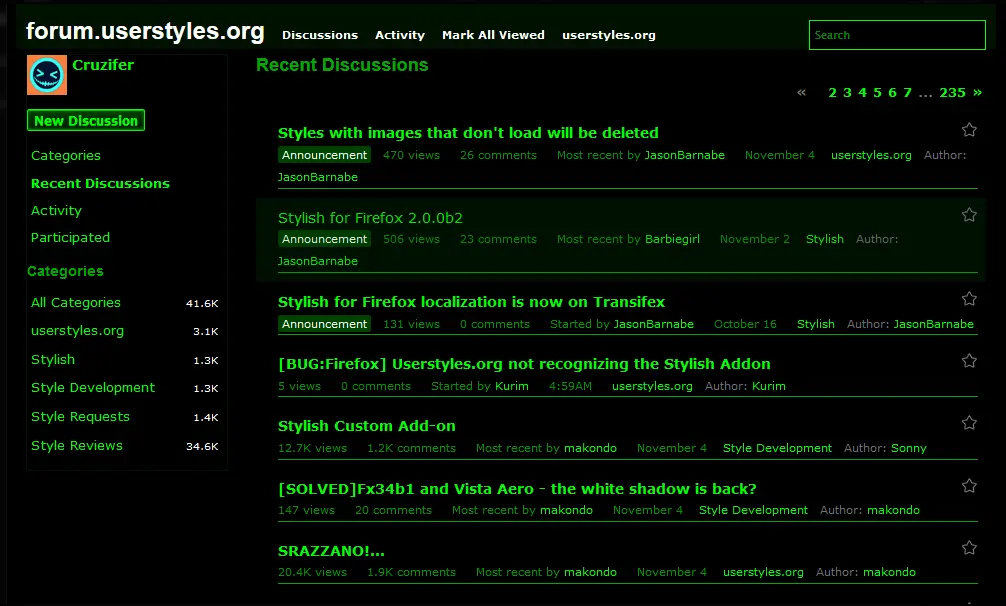 forum.userstyles.org Discussions Activity Mark All Viewed userstyles.org Search
Cruzifer
New Discussion
Categories
Recent Discussions
Activity
Participated
Categories
All Categories 41.6K
userstyles.org 3.1K
Stylish 1.3K
Style Development 1.3K
Style Requests 1.4K
Style Reviews 34.6K
Recent Discussions
« 2 3 4 5 6 7 ... 235 »
Styles with images that don't load will be deleted
Announcement 470 views 26 comments Most recent by JasonBarnabe November 4 userstyles.org Author:
JasonBarnabe
Stylish for Firefox 2.0.0b2
Announcement 506 views 23 comments Most recent by Barbiegirl November 2 Stylish Author:
JasonBarnabe
Stylish for Firefox localization is now on Transifex
Announcement 131 views 0 comments Started by JasonBarnabe October 16 Stylish Author: JasonBarnabe
[BUG:Firefox] Userstyles.org not recognizing the Stylish Addon
5 views 0 comments Started by Kurim 4:59AM userstyles.org Author: Kurim
Stylish Custom Add-on
12.7K views 1.2K comments Most recent by makondo November 4 Style Development Author: Sonny
[SOLVED]Fx34b1 and Vista Aero - the white shadow is back?
147 views 20 comments Most recent by makondo November 4 Style Development Author: makondo
SRAZZANO!...
20.4K views 1.9K comments Most recent by makondo November 4 userstyles.org Author: makondo